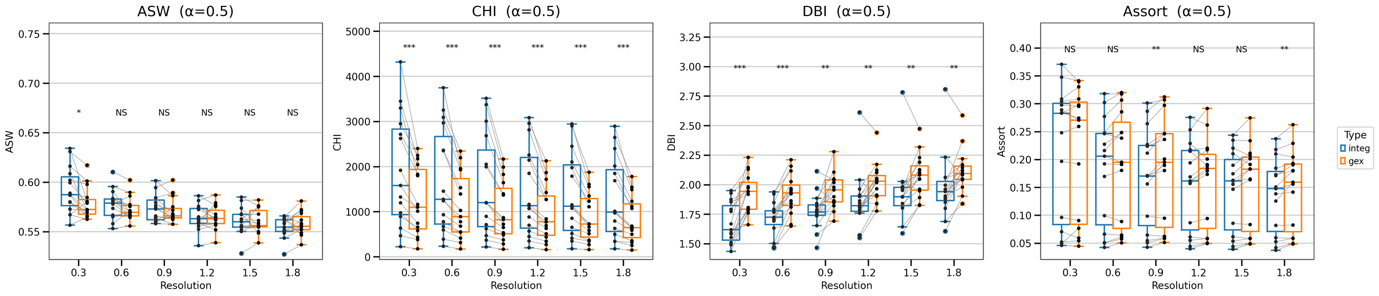 ASW (α=0.5)
0.75
0.70
0.65
0.60
0.55
ASW
* NS NS NS NS NS
0.3 0.6 0.9 1.2 1.5 1.8
Resolution
CHI (α=0.5)
5000
4000
3000
2000
1000
0
CHI
*** *** *** *** *** ***
0.3 0.6 0.9 1.2 1.5 1.8
Resolution
DBI (α=0.5)
3.25
3.00
2.75
2.50
2.25
2.00
1.75
1.50
DBI
*** *** ** ** ** **
0.3 0.6 0.9 1.2 1.5 1.8
Resolution
Assort (α=0.5)
0.40
0.35
0.30
0.25
0.20
0.15
0.10
0.05
Assort
NS NS ** NS NS **
0.3 0.6 0.9 1.2 1.5 1.8
Resolution
Type
integ
gex